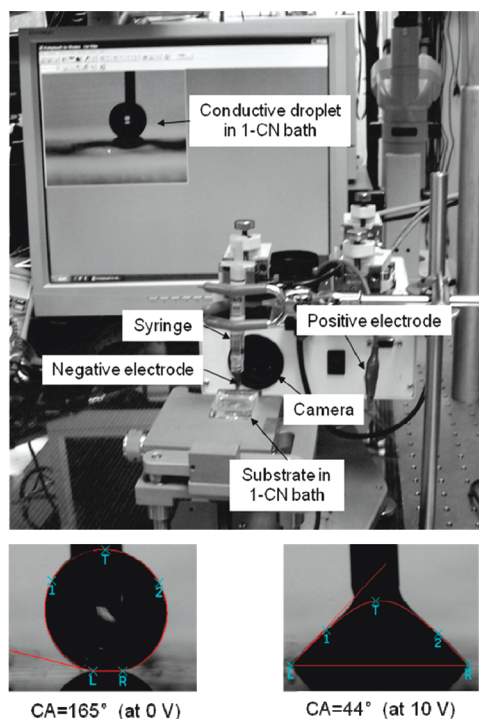 Conductive droplet
in 1-CN bath
Syringe
Positive electrode
Negative electrode
Camera
Substrate in
1-CN bath
T
1
2
L
R
T
1
2
L
R
CA=165° (at 0 V)
CA=44° (at 10 V)